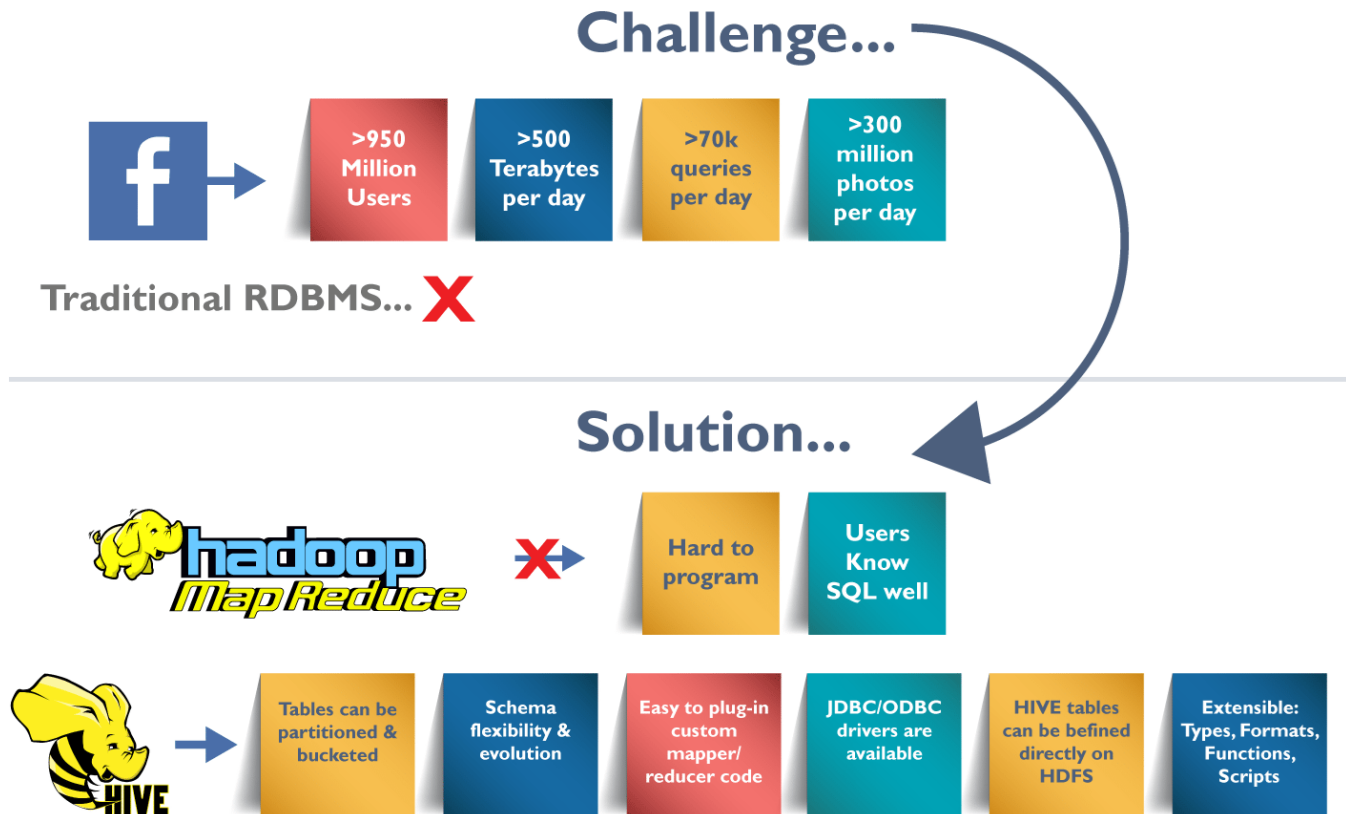 Challenge...
f
>950
Million
Users
>500
Terabytes
per day
>70k
queries
per day
>300
million
photos
per day
Traditional RDBMS... X
Solution...
hadoop
Map Reduce
X
Hard to
program
Users
Know
SQL well
HIVE
Tables can be
partitioned &
bucketed
Schema
flexibility &
evolution
Easy to plug-in
custom
mapper/
reducer code
JDBC/ODBC
drivers are
available
HIVE tables
can be befined
directly on
HDFS
Extensible:
Types, Formats,
Functions,
Scripts